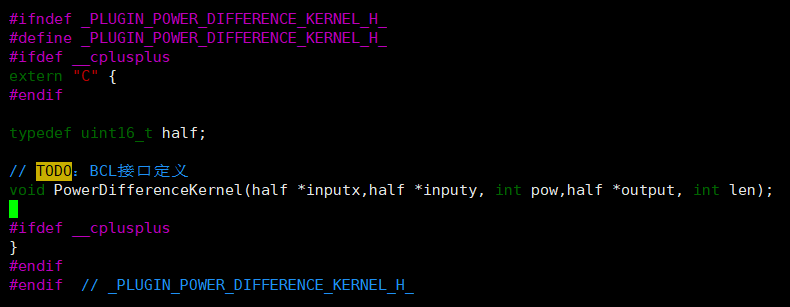 #ifndef _PLUGIN_POWER_DIFFERENCE_KERNEL_H_
#define _PLUGIN_POWER_DIFFERENCE_KERNEL_H_
#ifdef __cplusplus
extern "C" {
#endif
typedef uint16_t half;
// TODO：BCL接口定义
void PowerDifferenceKernel(half *inputx,half *inputy, int pow,half *output, int len);
#ifdef __cplusplus
}
#endif
#endif  // _PLUGIN_POWER_DIFFERENCE_KERNEL_H_